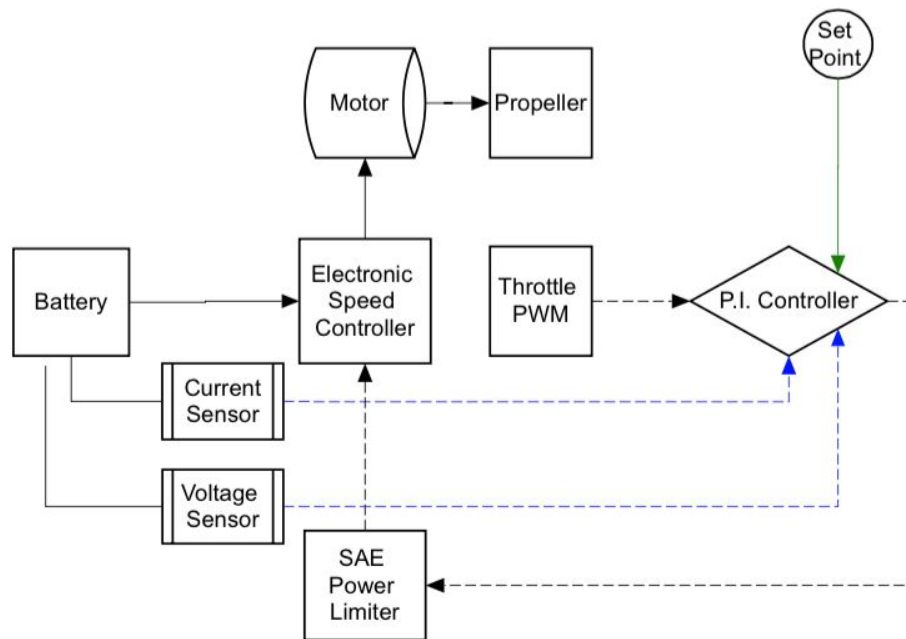 Set
Point
Motor
Propeller
Battery
Electronic
Speed
Controller
Throttle
PWM
P.I. Controller
Current
Sensor
Voltage
Sensor
SAE
Power
Limiter